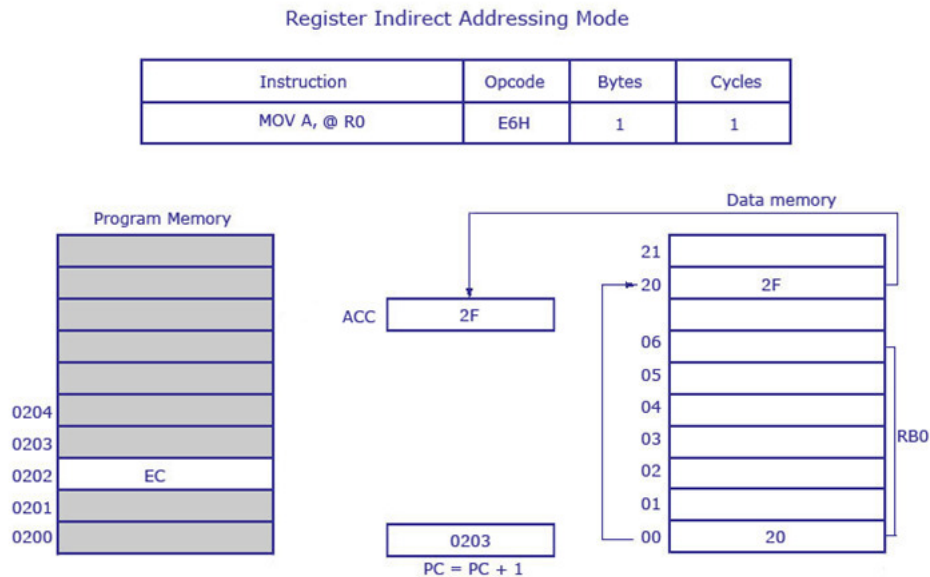 Register Indirect Addressing Mode
Instruction Opcode Bytes Cycles
MOV A, @ R0 E6H 1 1
Program Memory
Data memory
21
20 2F
ACC 2F
06
05
0204
04
0203
03
RB0
0202 EC
02
0201
01
0200
0203
00 20
PC = PC + 1